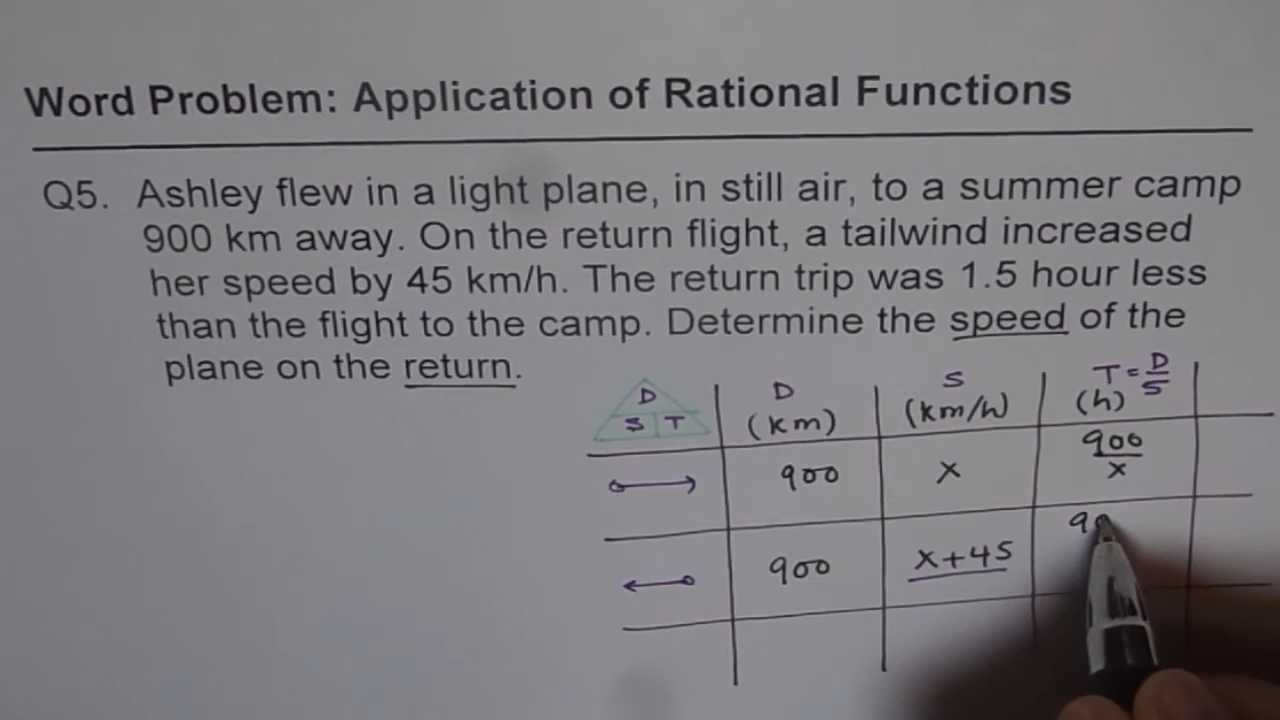 Word Problem: Application of Rational Functions
Q5. Ashley flew in a light plane, in still air, to a summer camp
900 km away. On the return flight, a tailwind increased
her speed by 45 km/h. The return trip was 1.5 hour less
than the flight to the camp. Determine the speed of the
plane on the return.
D S T = D/S
D (km) (km/h) (h)
S T
900 x 900/x
900 x+45 90